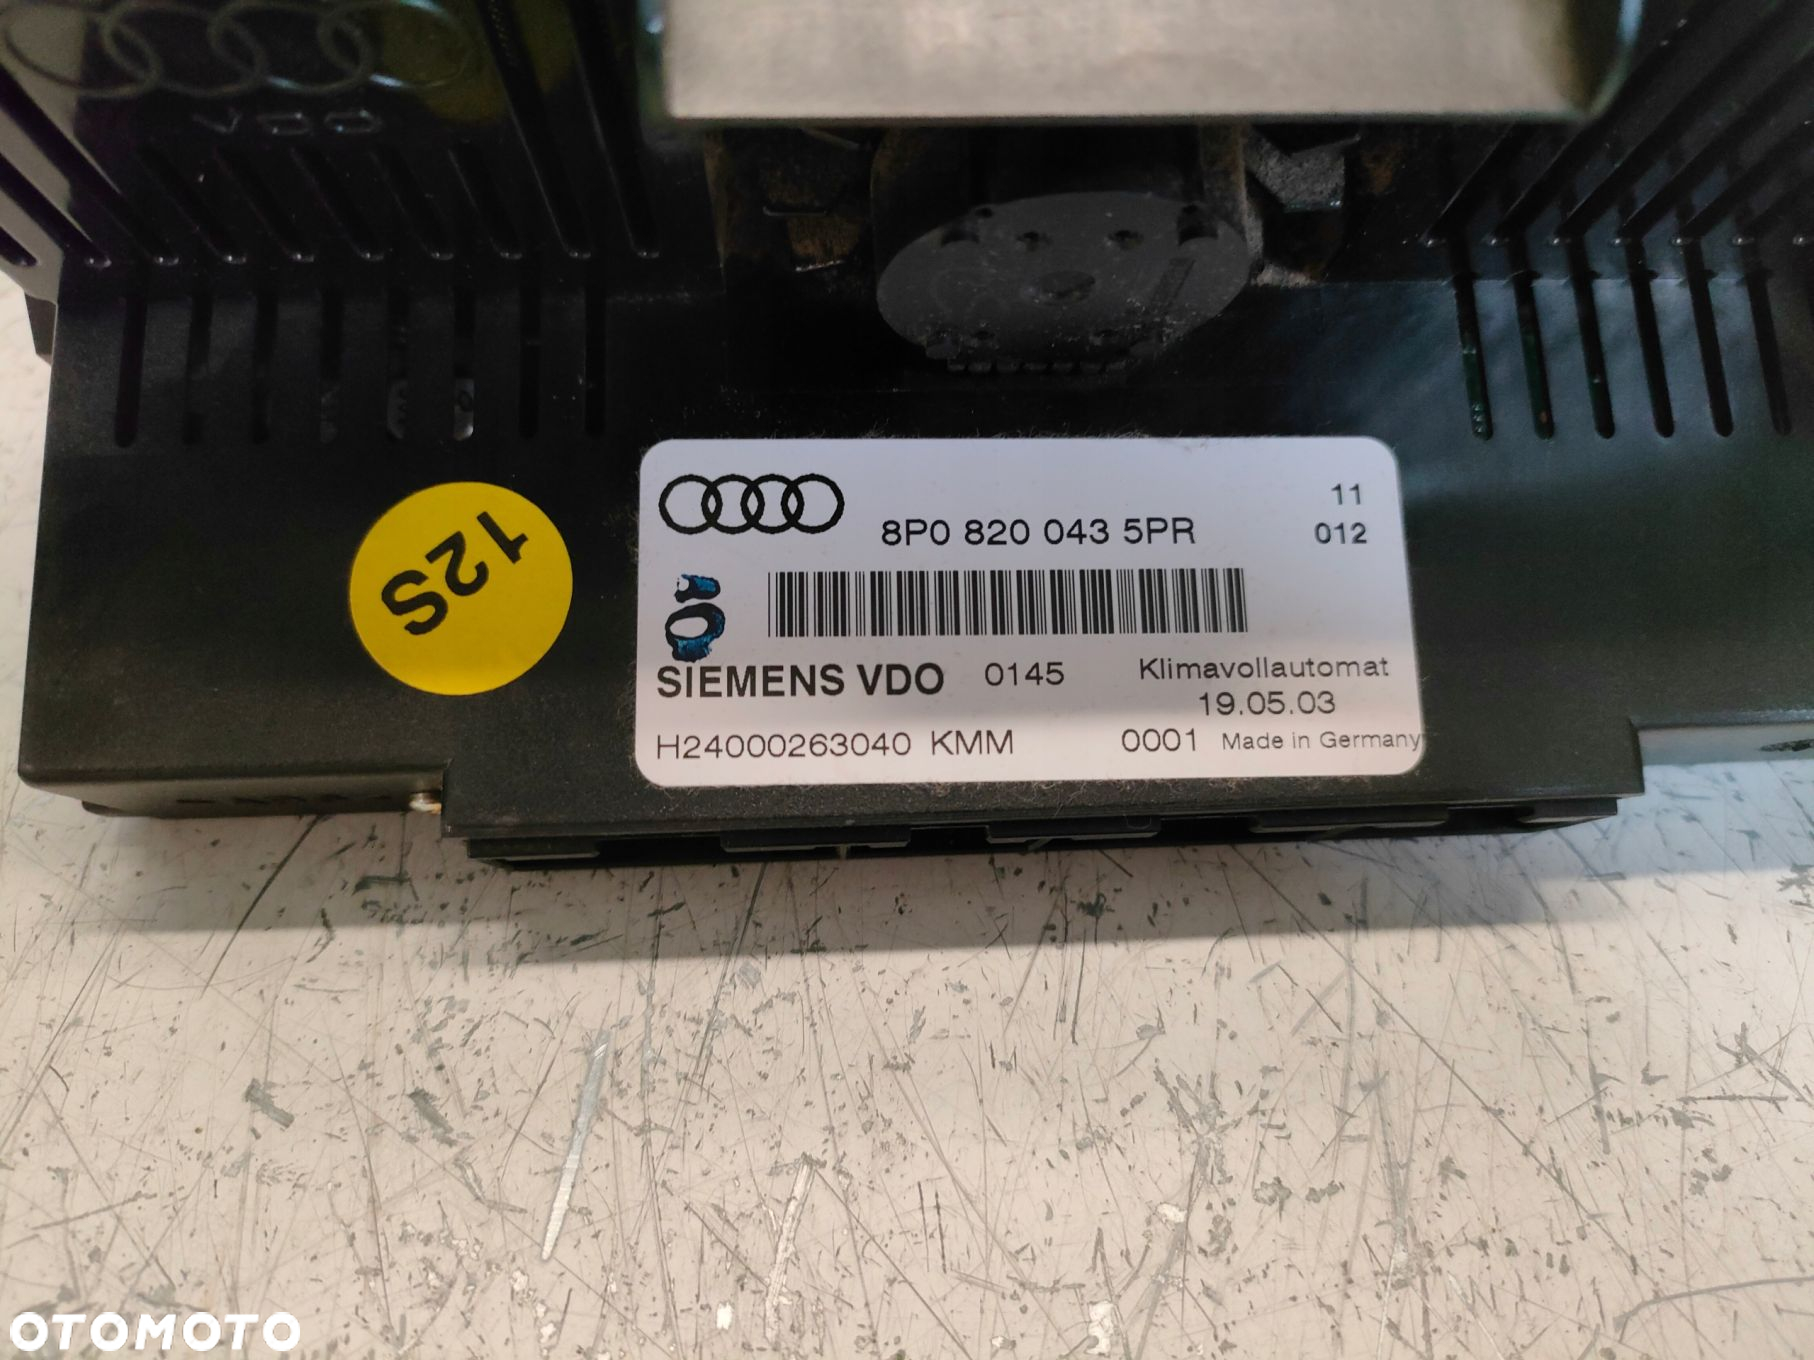 VDO
12S
8P0 820 043 5PR
11
012
SIEMENS VDO 0145 Klimavollautomat
19.05.03
H24000263040 KMM 0001 Made in Germany
OTOMOTO